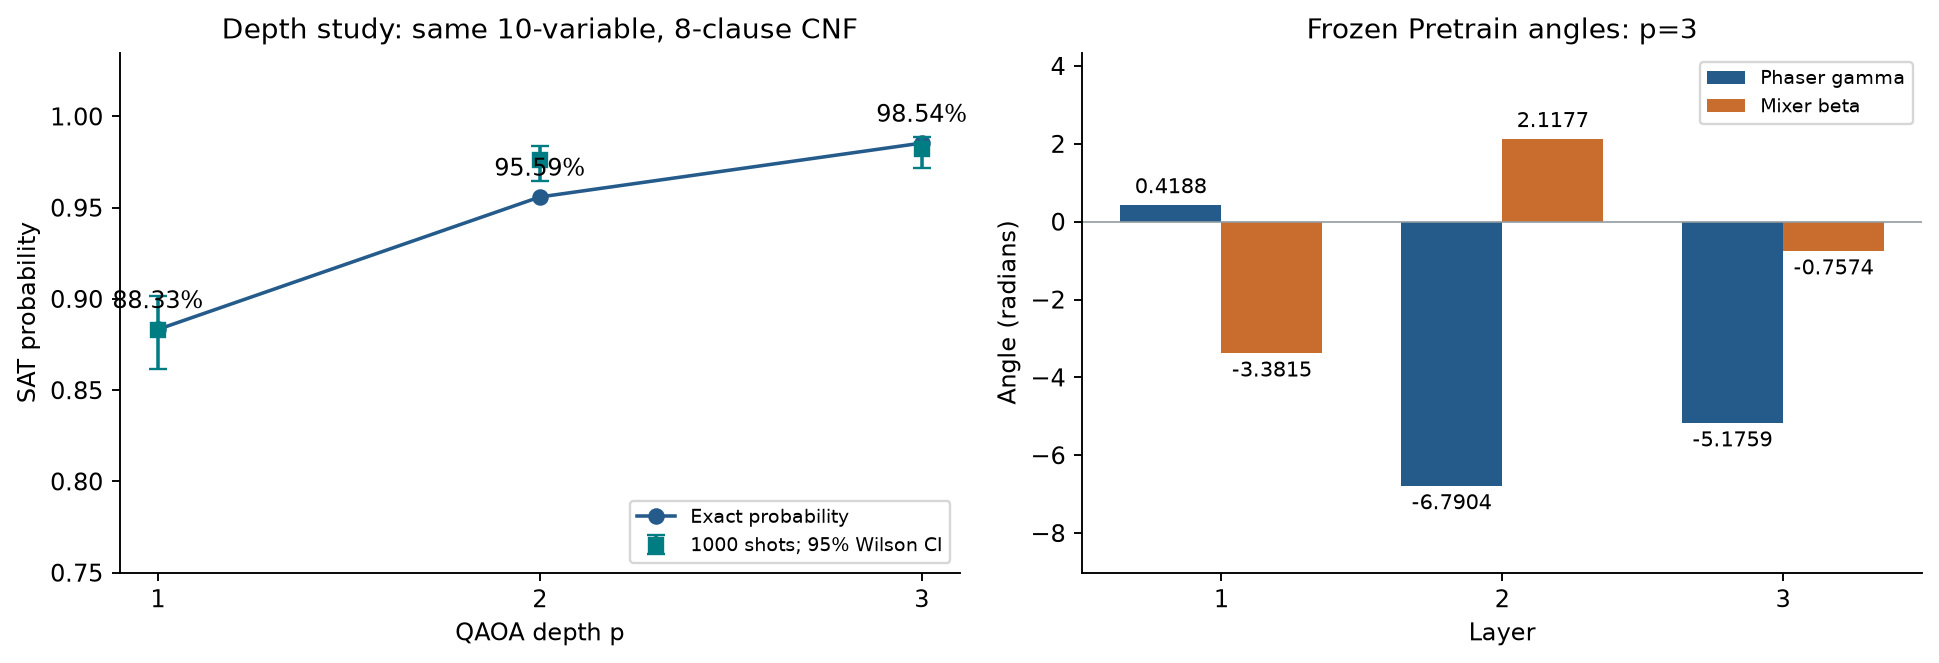 Depth study: same 10-variable, 8-clause CNF
SAT probability
1.00
0.95
0.90
0.85
0.80
0.75
88.33%
95.59%
98.54%
Exact probability
1000 shots; 95% Wilson CI
1 2 3
QAOA depth p
Frozen Pretrain angles: p=3
Angle (radians)
4
2
0
−2
−4
−6
−8
Phaser gamma
Mixer beta
0.4188
-3.3815
-6.7904
2.1177
-5.1759
-0.7574
1 2 3
Layer